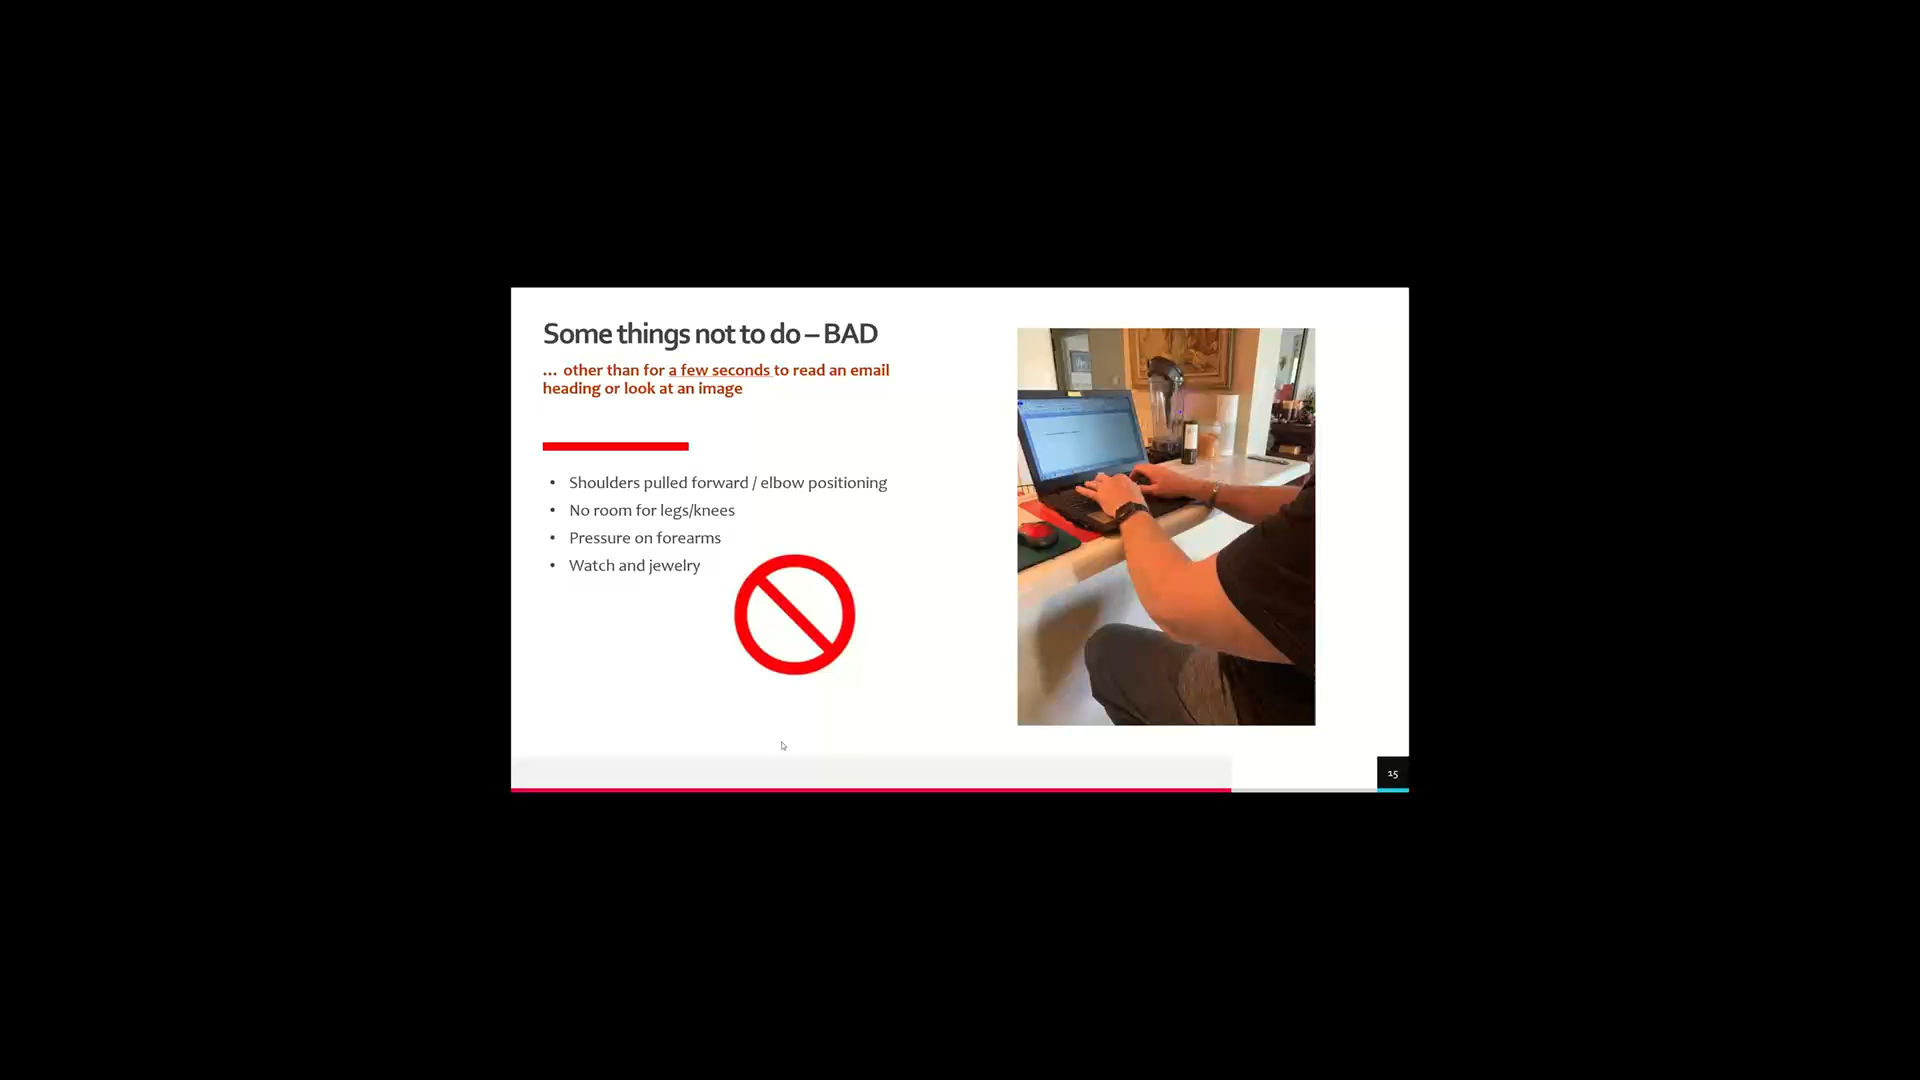 Some things not to do – BAD
... other than for a few seconds to read an email
heading or look at an image
• Shoulders pulled forward / elbow positioning
• No room for legs/knees
• Pressure on forearms
• Watch and jewelry
15